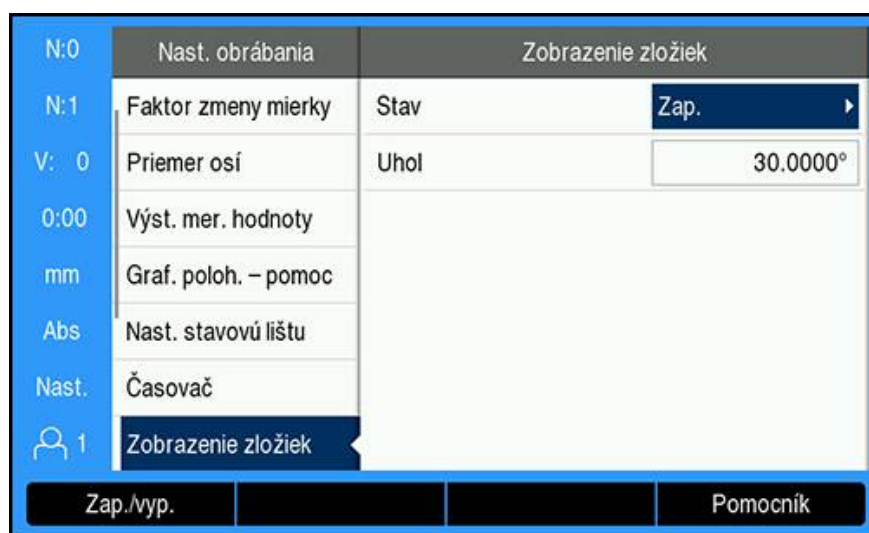 N:0
Nast. obrábania
Zobrazenie zložiek
N:1
Faktor zmeny mierky
Stav
Zap.
V: 0
Priemer osí
Uhol
30.0000°
0:00
Výst. mer. hodnoty
mm
Graf. poloh. – pomoc
Abs
Nast. stavovú lištu
Nast.
Časovač
1
Zobrazenie zložiek
Zap./vyp.
Pomocník